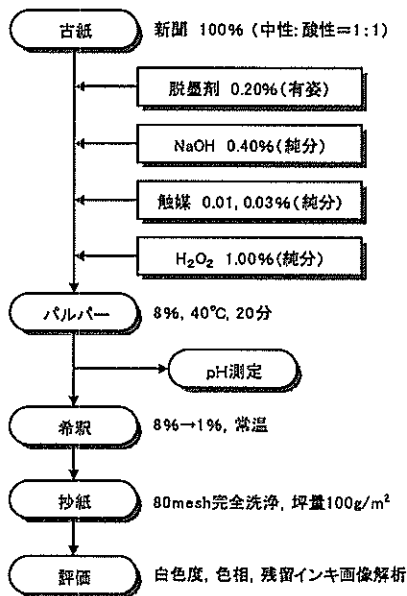 古紙 新聞 100% (中性:酸性=1:1)
脱墨剤 0.20%(有姿)
NaOH 0.40%(純分)
触媒 0.01, 0.03%(純分)
H₂O₂ 1.00%(純分)
パルパー 8%, 40℃, 20分
pH測定
希釈 8%→1%, 常温
抄紙 80mesh完全洗浄, 坪量100g/m²
評価 白色度, 色相, 残留インキ画像解析